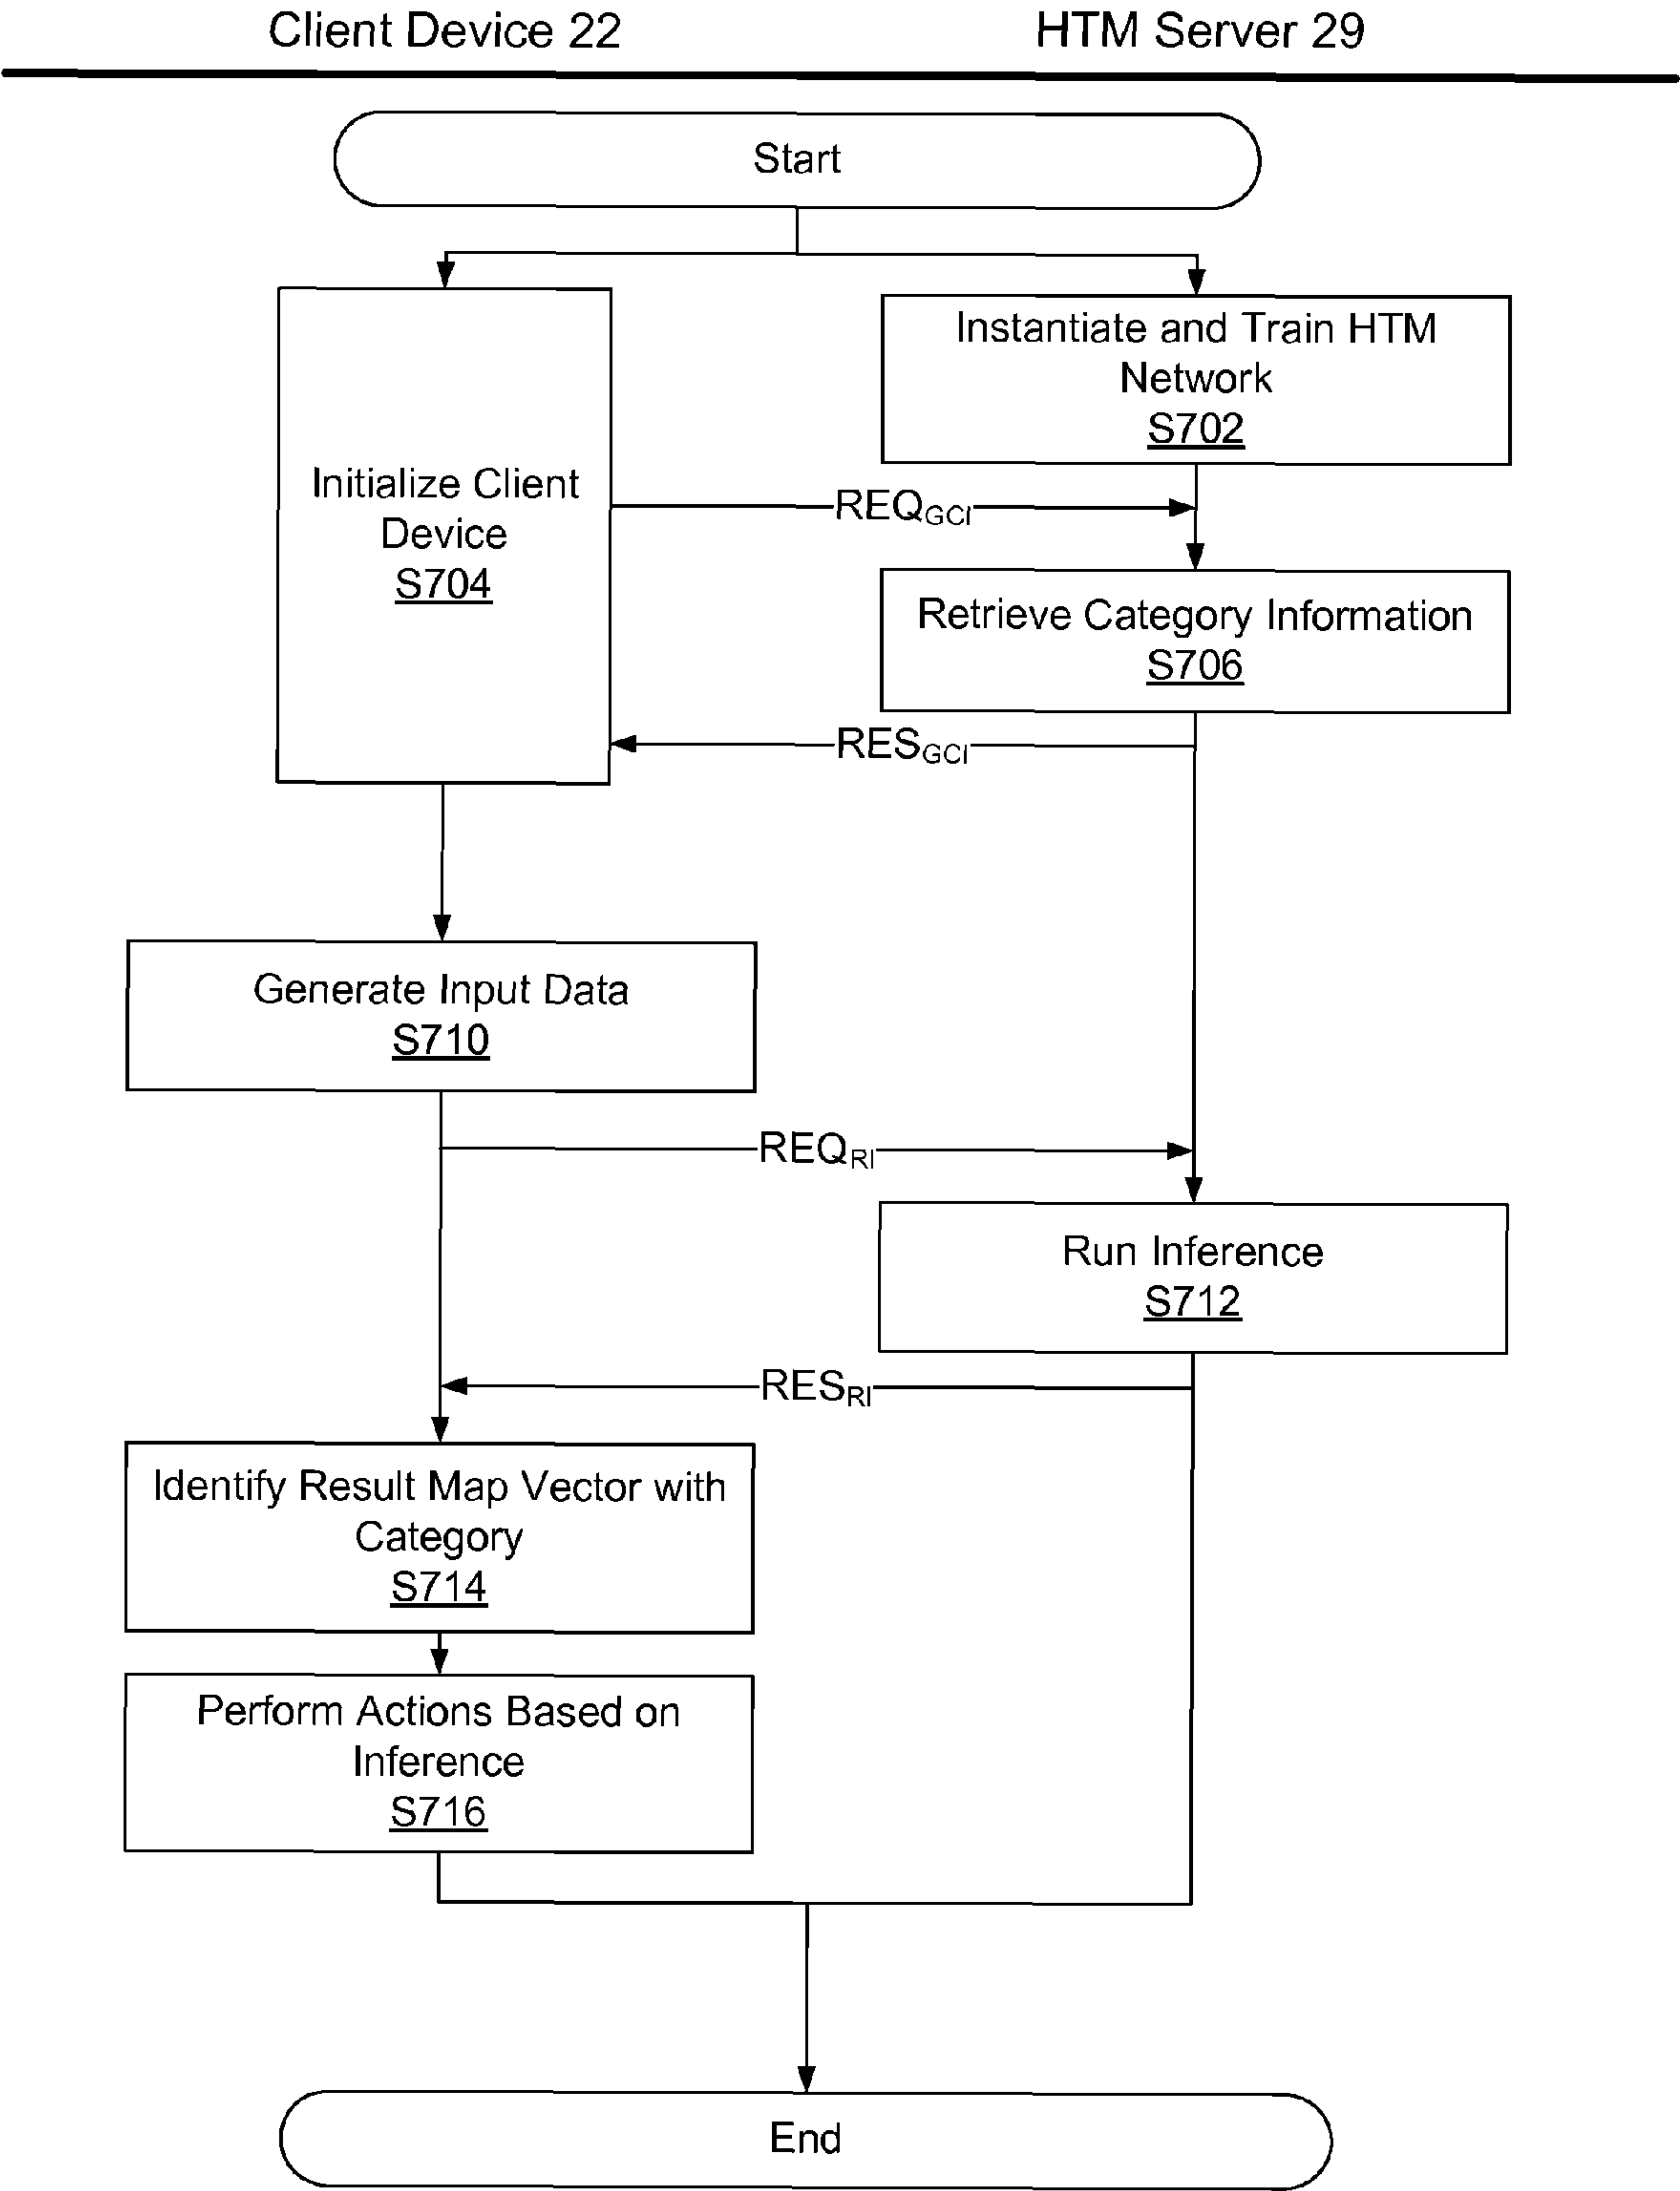 Client Device 22
HTM Server 29
Start
Instantiate and Train HTM
Network
S702
Initialize Client
Device
S704
REQGCI
Retrieve Category Information
S706
RESGCI
Generate Input Data
S710
REQRI
Run Inference
S712
RESRI
Identify Result Map Vector with
Category
S714
Perform Actions Based on
Inference
S716
End